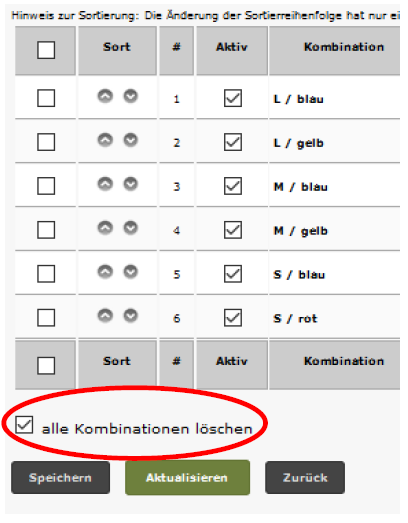 Hinweis zur Sortierung: Die Änderung der Sortierreihenfolge hat nur
Sort # Aktiv Kombination
1 L / blau
2 L / gelb
3 M / blau
4 M / gelb
5 S / blau
6 S / rot
Sort # Aktiv Kombination
alle Kombinationen löschen
Speichern Aktualisieren Zurück